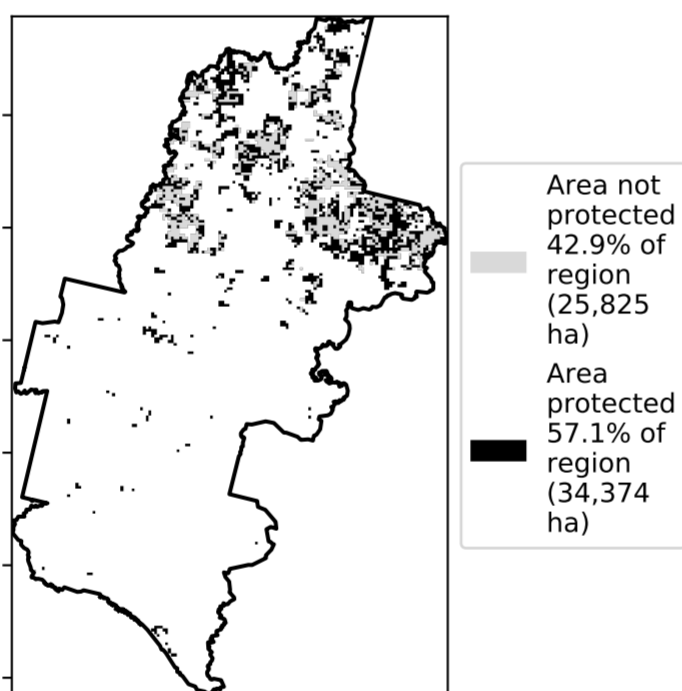 Area not
protected
42.9% of
region
(25,825
ha)
Area
protected
57.1% of
region
(34,374
ha)